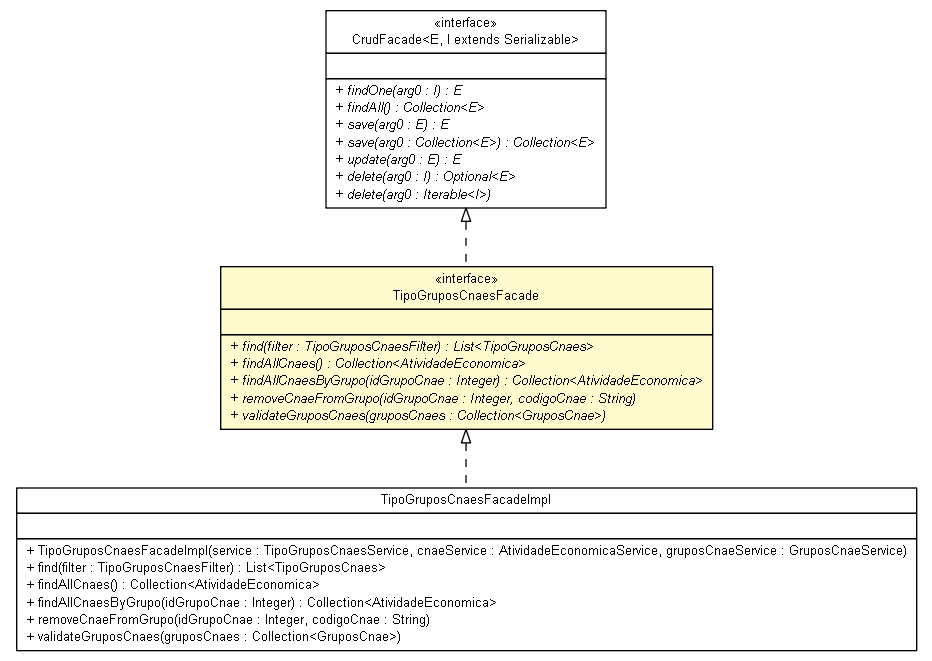 «interface»
CrudFacade<E, I extends Serializable>
+ findOne(arg0 : I) : E
+ findAll() : Collection<E>
+ save(arg0 : E) : E
+ save(arg0 : Collection<E>) : Collection<E>
+ update(arg0 : E) : E
+ delete(arg0 : I) : Optional<E>
+ delete(arg0 : Iterable<I>)
«interface»
TipoGruposCnaesFacade
+ find(filter : TipoGruposCnaesFilter) : List<TipoGruposCnaes>
+ findAllCnaes() : Collection<AtividadeEconomica>
+ findAllCnaesByGrupo(idGrupoCnae : Integer) : Collection<AtividadeEconomica>
+ removeCnaeFromGrupo(idGrupoCnae : Integer, codigoCnae : String)
+ validateGruposCnaes(gruposCnaes : Collection<GruposCnae>)
TipoGruposCnaesFacadeImpl
+ TipoGruposCnaesFacadeImpl(service : TipoGruposCnaesService, cnaeService : AtividadeEconomicaService, gruposCnaeService : GruposCnaeService)
+ find(filter : TipoGruposCnaesFilter) : List<TipoGruposCnaes>
+ findAllCnaes() : Collection<AtividadeEconomica>
+ findAllCnaesByGrupo(idGrupoCnae : Integer) : Collection<AtividadeEconomica>
+ removeCnaeFromGrupo(idGrupoCnae : Integer, codigoCnae : String)
+ validateGruposCnaes(gruposCnaes : Collection<GruposCnae>)